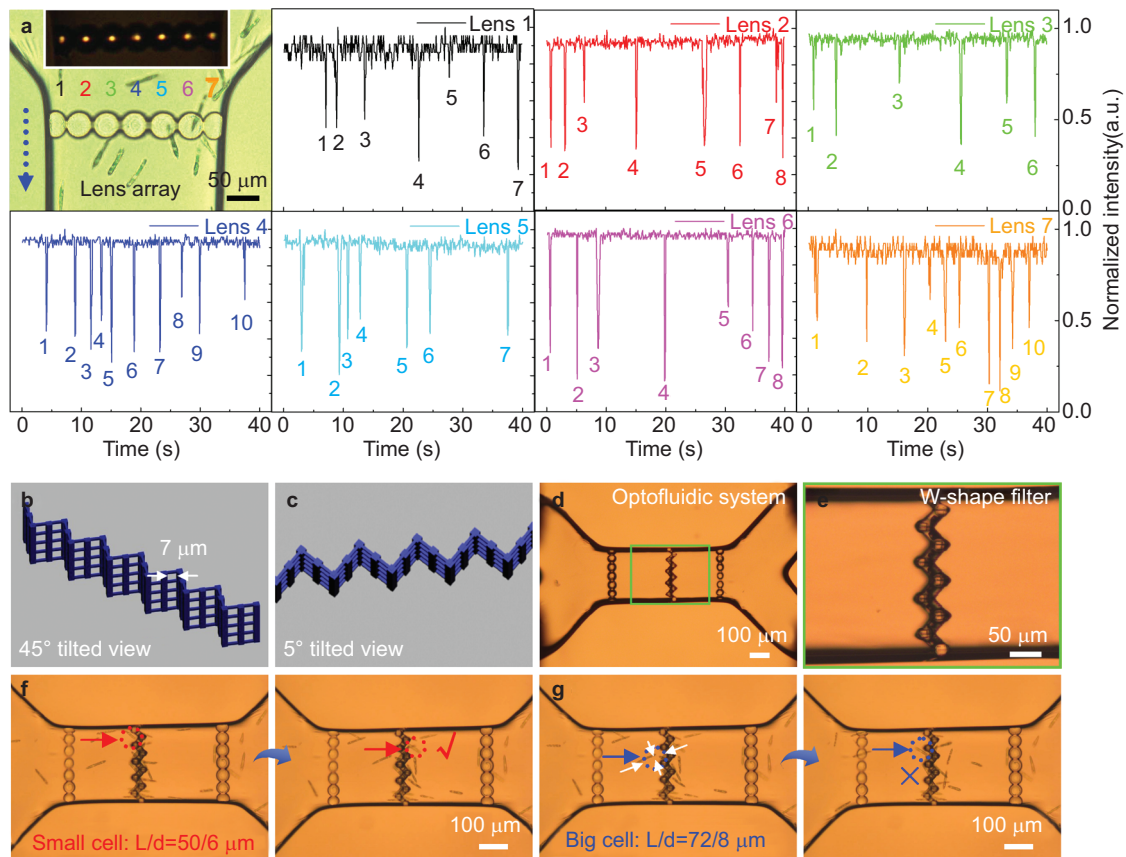 a
1 2 3 4 5 6 7
Lens array
50 μm
Lens 1
1 2 3 4 5 6 7
Lens 2
1 2 3 4 5 6 7 8
Lens 3
1 2 3 4 5 6
1.0
0.5
0.0
Lens 4
1 2 3 4 5 6 7 8 9 10
Lens 5
1 2 3 4 5 6 7
Lens 6
1 2 3 4 5 6 7 8
Lens 7
1 2 3 4 5 6 7 8 9 10
1.0
0.5
0.0
Normalized intensity(a.u.)
0 10 20 30 40
0 10 20 30 40
0 10 20 30 40
0 10 20 30 40
Time (s)
Time (s)
Time (s)
Time (s)
b
7 μm
45° tilted view
c
5° tilted view
d
Optofluidic system
100 μm
e
W-shape filter
50 μm
f
Small cell: L/d=50/6 μm
100 μm
g
Big cell: L/d=72/8 μm
100 μm